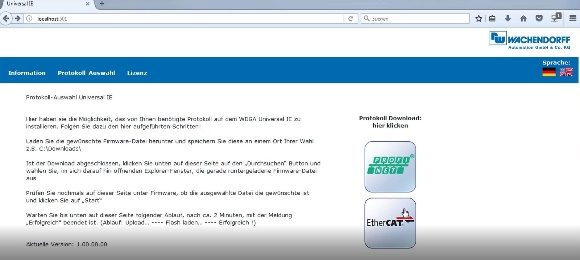 Universal IE
localhost:502
Suchen
WACHENDORFF
Automation GmbH & Co. KG
Information Protokoll Auswahl Lizenz
Sprache:
Protokoll-Auswahl Universal IE
Hier haben sie die Möglichkeit, das von Ihnen benötigte Protokoll auf dem WDGA Universal IE zu
installieren. Folgen Sie dazu den hier aufgeführten Schritten:
Laden Sie die gewünschte Firmware-Datei herunter und speichern Sie diese an einem Ort Ihrer Wahl
z.B. C:\Downloads\
Ist der Download abgeschlossen, klicken Sie unten auf dieser Seite auf den „Durchsuchen" Button und
wählen Sie, im sich darauf hin öffnenden Explorer-Fenster, die gerade runtergeladene Firmware-Datei
aus
Prüfen Sie nochmals auf dieser Seite unter Firmware, ob die ausgewählte Datei die gewünschte ist
und klicken Sie auf „Start"
Warten Sie bis unten auf dieser Seite folgender Ablauf, nach ca. 2 Minuten, mit der Meldung
„Erfolgreich" beendet ist. (Ablauf: Upload... ---- Flash laden... ---- Erfolgreich !)
Aktuelle Version: 1.00.00.00
Protokoll Download:
hier klicken
PROFI
NET
EtherCAT